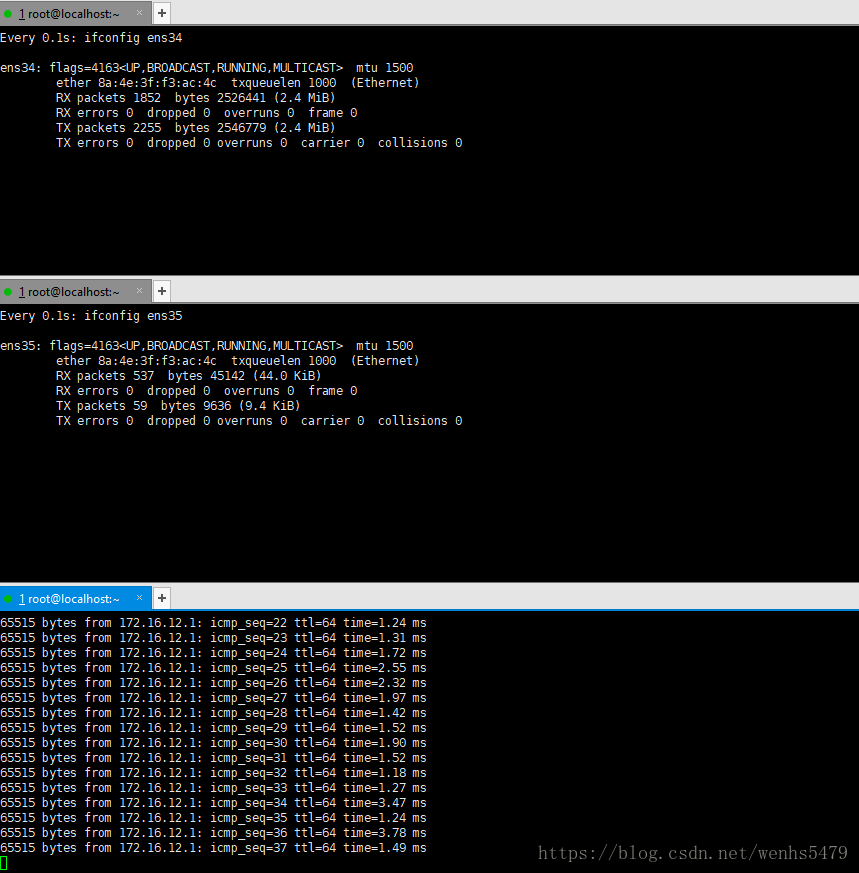 1 root@localhost:~ × +
Every 0.1s: ifconfig ens34
ens34: flags=4163<UP,BROADCAST,RUNNING,MULTICAST>  mtu 1500
        ether 8a:4e:3f:f3:ac:4c  txqueuelen 1000  (Ethernet)
        RX packets 1852  bytes 2526441 (2.4 MiB)
        RX errors 0  dropped 0  overruns 0  frame 0
        TX packets 2255  bytes 2546779 (2.4 MiB)
        TX errors 0  dropped 0 overruns 0  carrier 0  collisions 0
1 root@localhost:~ × +
Every 0.1s: ifconfig ens35
ens35: flags=4163<UP,BROADCAST,RUNNING,MULTICAST>  mtu 1500
        ether 8a:4e:3f:f3:ac:4c  txqueuelen 1000  (Ethernet)
        RX packets 537  bytes 45142 (44.0 KiB)
        RX errors 0  dropped 0  overruns 0  frame 0
        TX packets 59  bytes 9636 (9.4 KiB)
        TX errors 0  dropped 0 overruns 0  carrier 0  collisions 0
1 root@localhost:~ × +
65515 bytes from 172.16.12.1: icmp_seq=22 ttl=64 time=1.24 ms
65515 bytes from 172.16.12.1: icmp_seq=23 ttl=64 time=1.31 ms
65515 bytes from 172.16.12.1: icmp_seq=24 ttl=64 time=1.72 ms
65515 bytes from 172.16.12.1: icmp_seq=25 ttl=64 time=2.55 ms
65515 bytes from 172.16.12.1: icmp_seq=26 ttl=64 time=2.32 ms
65515 bytes from 172.16.12.1: icmp_seq=27 ttl=64 time=1.97 ms
65515 bytes from 172.16.12.1: icmp_seq=28 ttl=64 time=1.42 ms
65515 bytes from 172.16.12.1: icmp_seq=29 ttl=64 time=1.52 ms
65515 bytes from 172.16.12.1: icmp_seq=30 ttl=64 time=1.90 ms
65515 bytes from 172.16.12.1: icmp_seq=31 ttl=64 time=1.52 ms
65515 bytes from 172.16.12.1: icmp_seq=32 ttl=64 time=1.18 ms
65515 bytes from 172.16.12.1: icmp_seq=33 ttl=64 time=1.27 ms
65515 bytes from 172.16.12.1: icmp_seq=34 ttl=64 time=3.47 ms
65515 bytes from 172.16.12.1: icmp_seq=35 ttl=64 time=1.24 ms
65515 bytes from 172.16.12.1: icmp_seq=36 ttl=64 time=3.78 ms
65515 bytes from 172.16.12.1: icmp_seq=37 ttl=64 time=1.49 ms
https://blog.csdn.net/wenhs5479